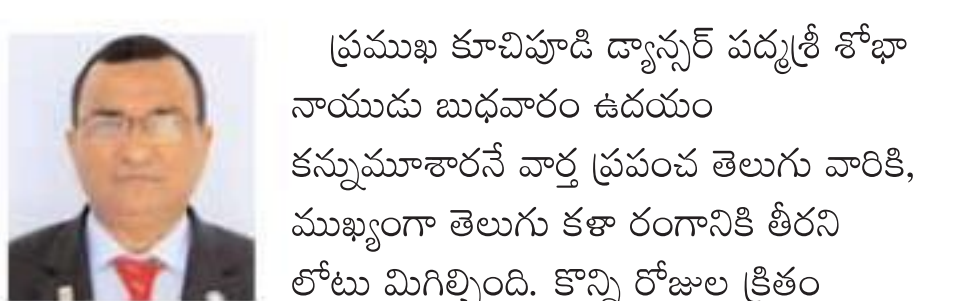 ప్రముఖ కూచిపూడి డ్యాన్సర్ పద్మశ్రీ శోభా
నాయుడు బుధవారం ఉదయం
కన్నుమూశారనే వార్త ప్రపంచ తెలుగు వారికి,
ముఖ్యంగా తెలుగు కళా రంగానికి తీరని
లోటు మిగిల్చింది. కొన్ని రోజుల క్రితం